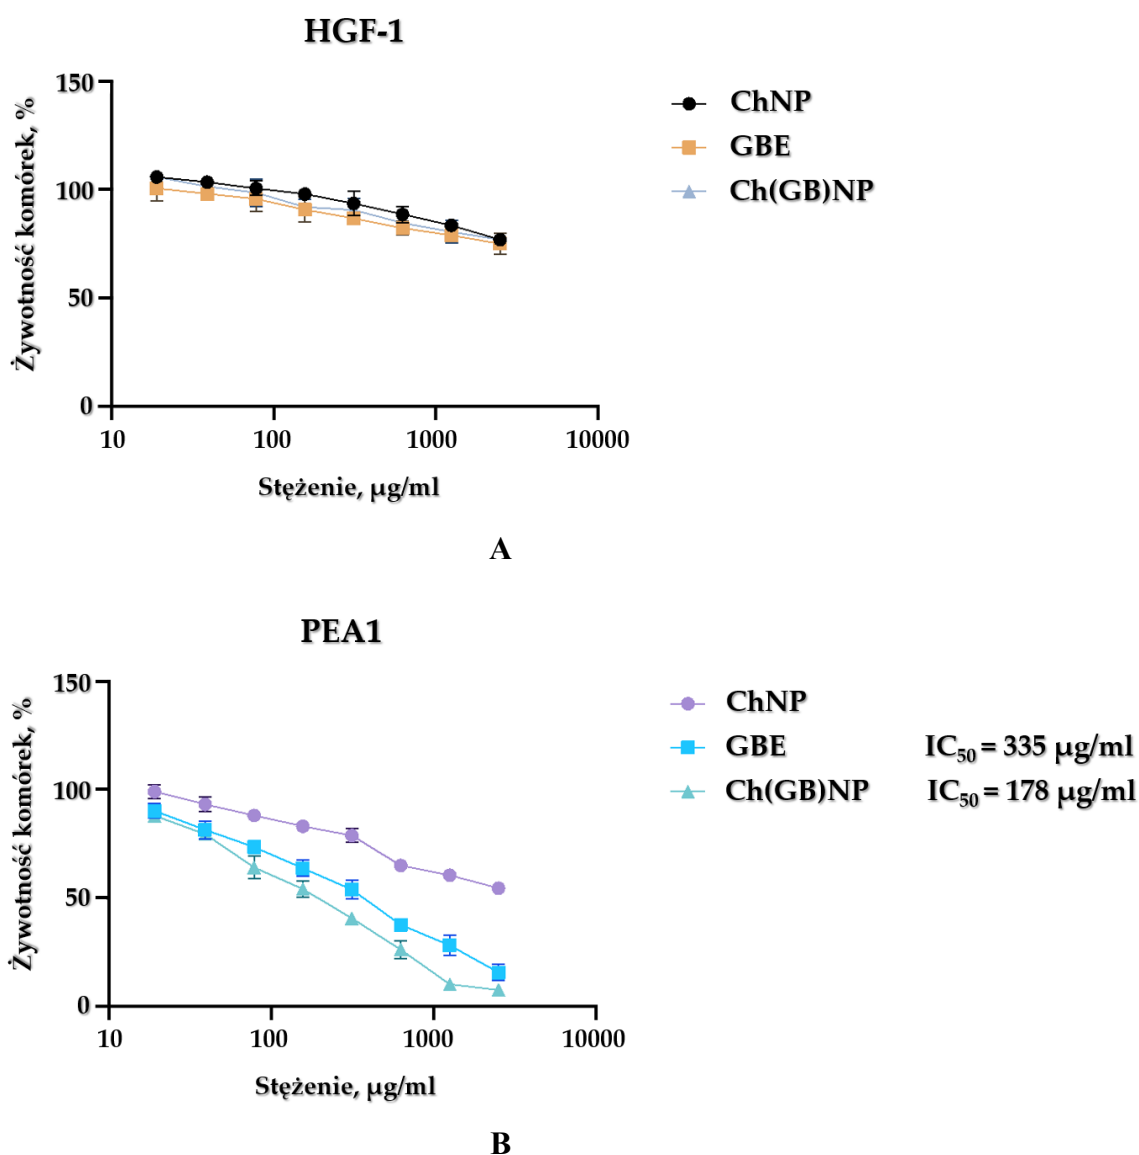 HGF-1
150
100
50
0
10
100
1000
10000
Żywotność komórek, %
Stężenie, µg/ml
ChNP
GBE
Ch(GB)NP
A
PEA1
150
100
50
0
10
100
1000
10000
Żywotność komórek, %
Stężenie, µg/ml
ChNP
GBE IC₅₀ = 335 µg/ml
Ch(GB)NP IC₅₀ = 178 µg/ml
B